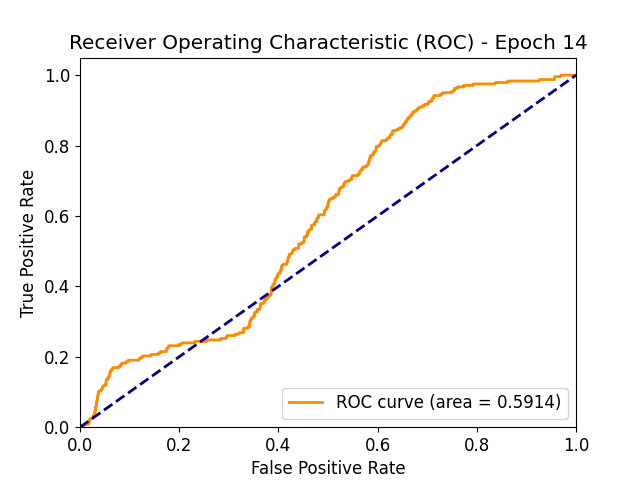 Receiver Operating Characteristic (ROC) - Epoch 14
1.0
0.8
0.6
0.4
0.2
0.0
True Positive Rate
ROC curve (area = 0.5914)
0.0 0.2 0.4 0.6 0.8 1.0
False Positive Rate